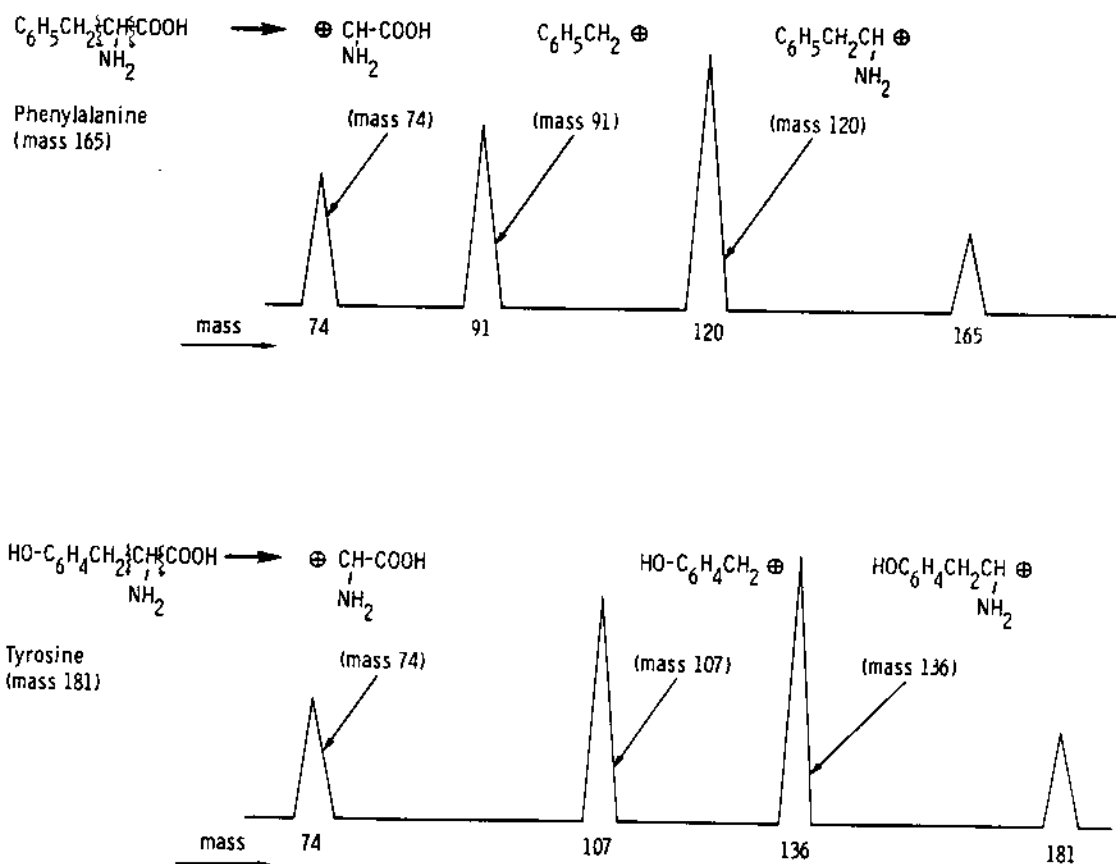 C6H5CH2CHCOOH
NH2
Phenylalanine
(mass 165)
⊕ CH-COOH
NH2
C6H5CH2 ⊕
C6H5CH2CH ⊕
NH2
(mass 74)
(mass 91)
(mass 120)
mass
74
91
120
165
HO-C6H4CH2CHCOOH
NH2
Tyrosine
(mass 181)
⊕ CH-COOH
NH2
HO-C6H4CH2 ⊕
HOC6H4CH2CH ⊕
NH2
(mass 74)
(mass 107)
(mass 136)
mass
74
107
136
181